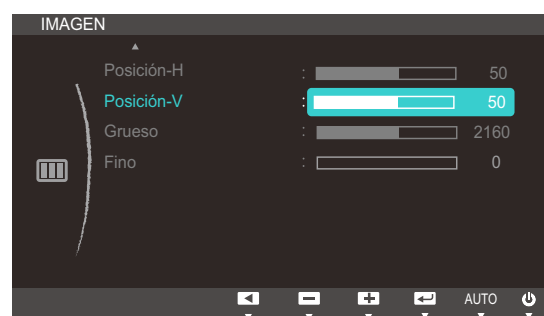 IMAGEN
Posición-H : 50
Posición-V : 50
Grueso : 2160
Fino : 0
AUTO